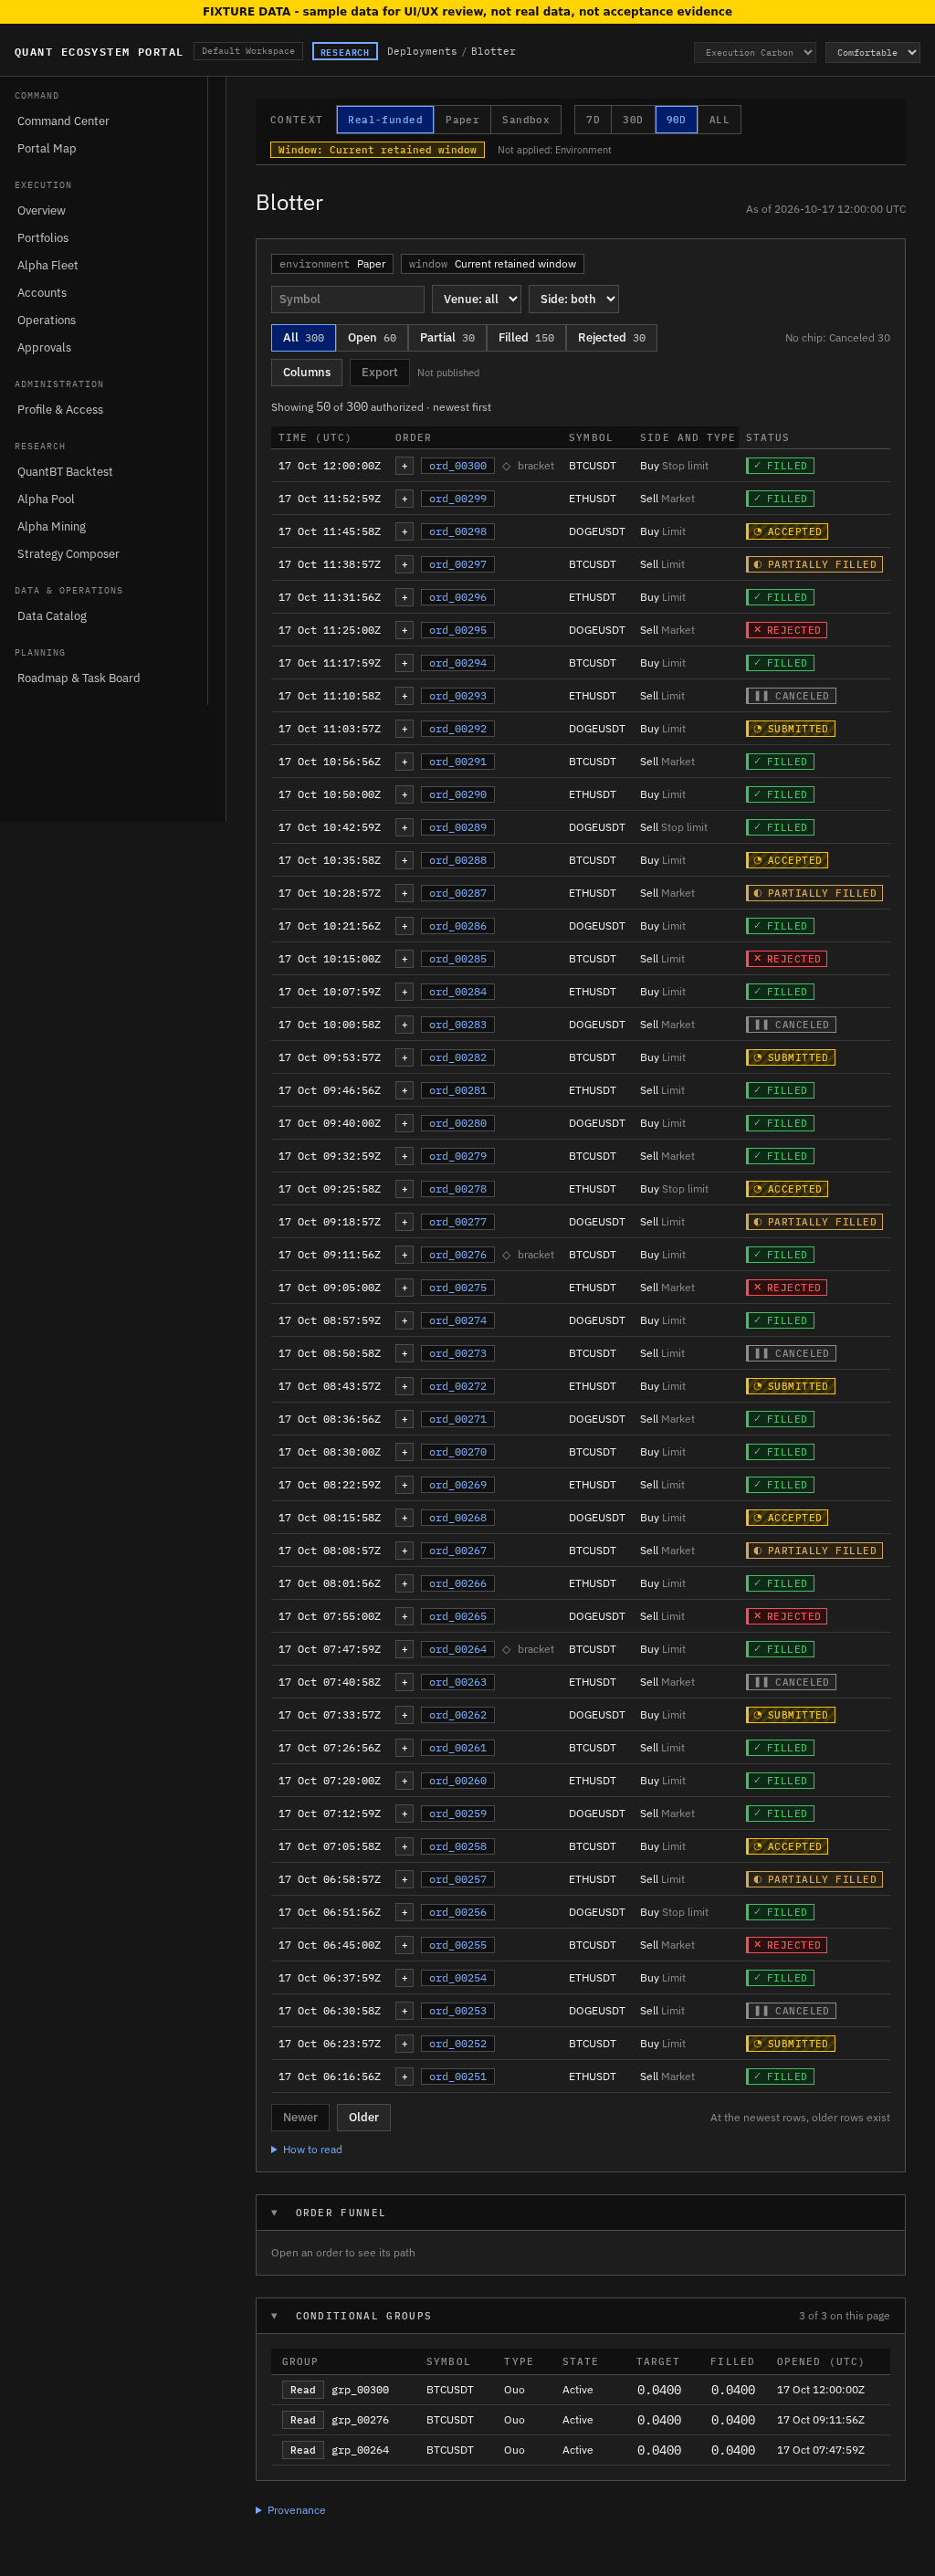 FIXTURE DATA - sample data for UI/UX review, not real data, not acceptance evidence
QUANT ECOSYSTEM PORTAL Default Workspace RESEARCH Deployments / Blotter Execution Carbon Comfortable
COMMAND
Command Center
Portal Map
EXECUTION
Overview
Portfolios
Alpha Fleet
Accounts
Operations
Approvals
ADMINISTRATION
Profile & Access
RESEARCH
QuantBT Backtest
Alpha Pool
Alpha Mining
Strategy Composer
DATA & OPERATIONS
Data Catalog
PLANNING
Roadmap & Task Board
CONTEXT Real-funded Paper Sandbox 7D 30D 90D ALL
Window: Current retained window Not applied: Environment
Blotter
As of 2026-10-17 12:00:00 UTC
environment Paper window Current retained window
Symbol Venue: all Side: both
All 300 Open 60 Partial 30 Filled 150 Rejected 30 No chip: Canceled 30
Columns Export Not published
Showing 50 of 300 authorized · newest first
TIME (UTC) ORDER SYMBOL SIDE AND TYPE STATUS
17 Oct 12:00:00Z + ord_00300 ◇ bracket BTCUSDT Buy Stop limit ✓ FILLED
17 Oct 11:52:59Z + ord_00299 ETHUSDT Sell Market ✓ FILLED
17 Oct 11:45:58Z + ord_00298 DOGEUSDT Buy Limit ◔ ACCEPTED
17 Oct 11:38:57Z + ord_00297 BTCUSDT Sell Limit ◐ PARTIALLY FILLED
17 Oct 11:31:56Z + ord_00296 ETHUSDT Buy Limit ✓ FILLED
17 Oct 11:25:00Z + ord_00295 DOGEUSDT Sell Market ✕ REJECTED
17 Oct 11:17:59Z + ord_00294 BTCUSDT Buy Limit ✓ FILLED
17 Oct 11:10:58Z + ord_00293 ETHUSDT Sell Limit ❚❚ CANCELED
17 Oct 11:03:57Z + ord_00292 DOGEUSDT Buy Limit ◔ SUBMITTED
17 Oct 10:56:56Z + ord_00291 BTCUSDT Sell Market ✓ FILLED
17 Oct 10:50:00Z + ord_00290 ETHUSDT Buy Limit ✓ FILLED
17 Oct 10:42:59Z + ord_00289 DOGEUSDT Sell Stop limit ✓ FILLED
17 Oct 10:35:58Z + ord_00288 BTCUSDT Buy Limit ◔ ACCEPTED
17 Oct 10:28:57Z + ord_00287 ETHUSDT Sell Market ◐ PARTIALLY FILLED
17 Oct 10:21:56Z + ord_00286 DOGEUSDT Buy Limit ✓ FILLED
17 Oct 10:15:00Z + ord_00285 BTCUSDT Sell Limit ✕ REJECTED
17 Oct 10:07:59Z + ord_00284 ETHUSDT Buy Limit ✓ FILLED
17 Oct 10:00:58Z + ord_00283 DOGEUSDT Sell Market ❚❚ CANCELED
17 Oct 09:53:57Z + ord_00282 BTCUSDT Buy Limit ◔ SUBMITTED
17 Oct 09:46:56Z + ord_00281 ETHUSDT Sell Limit ✓ FILLED
17 Oct 09:40:00Z + ord_00280 DOGEUSDT Buy Limit ✓ FILLED
17 Oct 09:32:59Z + ord_00279 BTCUSDT Sell Market ✓ FILLED
17 Oct 09:25:58Z + ord_00278 ETHUSDT Buy Stop limit ◔ ACCEPTED
17 Oct 09:18:57Z + ord_00277 DOGEUSDT Sell Limit ◐ PARTIALLY FILLED
17 Oct 09:11:56Z + ord_00276 ◇ bracket BTCUSDT Buy Limit ✓ FILLED
17 Oct 09:05:00Z + ord_00275 ETHUSDT Sell Market ✕ REJECTED
17 Oct 08:57:59Z + ord_00274 DOGEUSDT Buy Limit ✓ FILLED
17 Oct 08:50:58Z + ord_00273 BTCUSDT Sell Limit ❚❚ CANCELED
17 Oct 08:43:57Z + ord_00272 ETHUSDT Buy Limit ◔ SUBMITTED
17 Oct 08:36:56Z + ord_00271 DOGEUSDT Sell Market ✓ FILLED
17 Oct 08:30:00Z + ord_00270 BTCUSDT Buy Limit ✓ FILLED
17 Oct 08:22:59Z + ord_00269 ETHUSDT Sell Limit ✓ FILLED
17 Oct 08:15:58Z + ord_00268 DOGEUSDT Buy Limit ◔ ACCEPTED
17 Oct 08:08:57Z + ord_00267 BTCUSDT Sell Market ◐ PARTIALLY FILLED
17 Oct 08:01:56Z + ord_00266 ETHUSDT Buy Limit ✓ FILLED
17 Oct 07:55:00Z + ord_00265 DOGEUSDT Sell Limit ✕ REJECTED
17 Oct 07:47:59Z + ord_00264 ◇ bracket BTCUSDT Buy Limit ✓ FILLED
17 Oct 07:40:58Z + ord_00263 ETHUSDT Sell Market ❚❚ CANCELED
17 Oct 07:33:57Z + ord_00262 DOGEUSDT Buy Limit ◔ SUBMITTED
17 Oct 07:26:56Z + ord_00261 BTCUSDT Sell Limit ✓ FILLED
17 Oct 07:20:00Z + ord_00260 ETHUSDT Buy Limit ✓ FILLED
17 Oct 07:12:59Z + ord_00259 DOGEUSDT Sell Market ✓ FILLED
17 Oct 07:05:58Z + ord_00258 BTCUSDT Buy Limit ◔ ACCEPTED
17 Oct 06:58:57Z + ord_00257 ETHUSDT Sell Limit ◐ PARTIALLY FILLED
17 Oct 06:51:56Z + ord_00256 DOGEUSDT Buy Stop limit ✓ FILLED
17 Oct 06:45:00Z + ord_00255 BTCUSDT Sell Market ✕ REJECTED
17 Oct 06:37:59Z + ord_00254 ETHUSDT Buy Limit ✓ FILLED
17 Oct 06:30:58Z + ord_00253 DOGEUSDT Sell Limit ❚❚ CANCELED
17 Oct 06:23:57Z + ord_00252 BTCUSDT Buy Limit ◔ SUBMITTED
17 Oct 06:16:56Z + ord_00251 ETHUSDT Sell Market ✓ FILLED
Newer Older At the newest rows, older rows exist
▶ How to read
▼ ORDER FUNNEL
Open an order to see its path
▼ CONDITIONAL GROUPS 3 of 3 on this page
GROUP SYMBOL TYPE STATE TARGET FILLED OPENED (UTC)
Read grp_00300 BTCUSDT Ouo Active 0.0400 0.0400 17 Oct 12:00:00Z
Read grp_00276 BTCUSDT Ouo Active 0.0400 0.0400 17 Oct 09:11:56Z
Read grp_00264 BTCUSDT Ouo Active 0.0400 0.0400 17 Oct 07:47:59Z
▶ Provenance